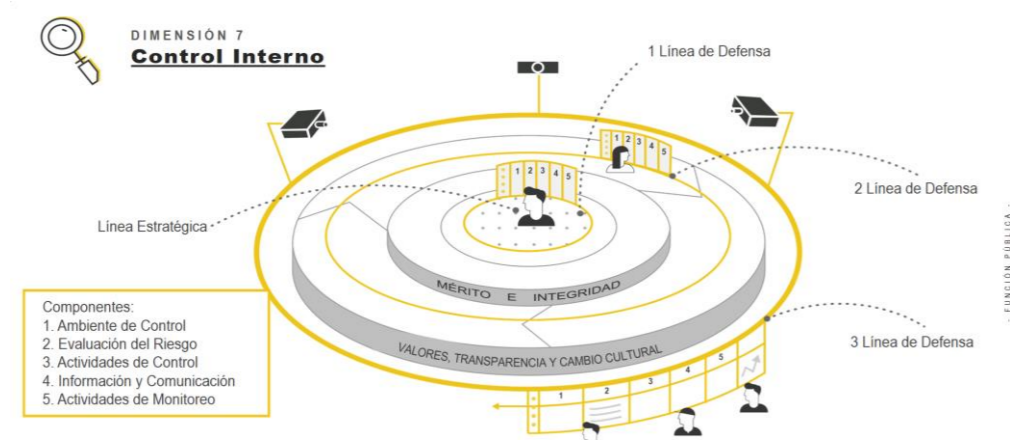 DIMENSIÓN 7
Control Interno
1 Linea de Defensa
1 2 3 4 5
1 2 3 4 5
2 Linea de Defensa
Línea Estratégica
MÉRITO E INTEGRIDAD
VALORES, TRANSPARENCIA Y CAMBIO CULTURAL
3 Linea de Defensa
Componentes:
1. Ambiente de Control
2. Evaluación del Riesgo
3. Actividades de Control
4. Información y Comunicación
5. Actividades de Monitoreo
1 2 3 4 5
- FUNCIÓN PÚBLICA -